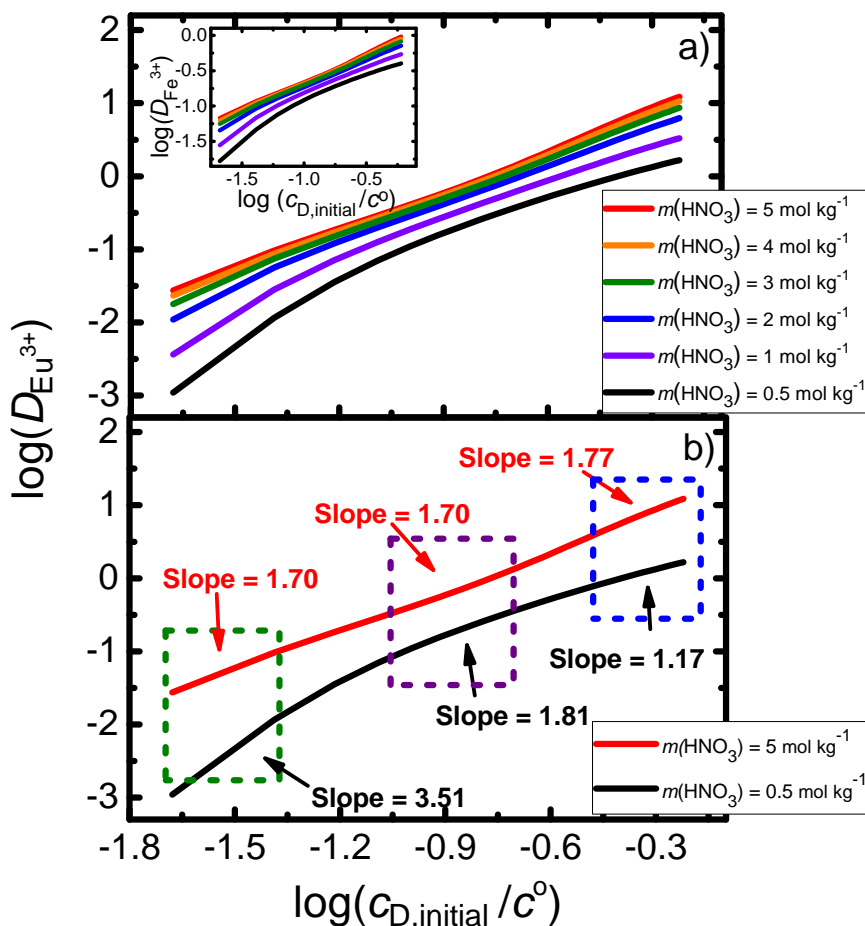 a)
log(D_Eu³⁺)
2
1
0
-1
-2
-3
log(D_Fe³⁺)
0.0
-0.5
-1.0
-1.5
-1.5 -1.0 -0.5
log (c_D,initial/cº)
m(HNO₃) = 5 mol kg⁻¹
m(HNO₃) = 4 mol kg⁻¹
m(HNO₃) = 3 mol kg⁻¹
m(HNO₃) = 2 mol kg⁻¹
m(HNO₃) = 1 mol kg⁻¹
m(HNO₃) = 0.5 mol kg⁻¹
b)
2
1
0
-1
-2
-3
Slope = 1.77
Slope = 1.70
Slope = 1.70
Slope = 1.17
Slope = 1.81
Slope = 3.51
m(HNO₃) = 5 mol kg⁻¹
m(HNO₃) = 0.5 mol kg⁻¹
-1.8 -1.5 -1.2 -0.9 -0.6 -0.3
log(c_D,initial/cº)